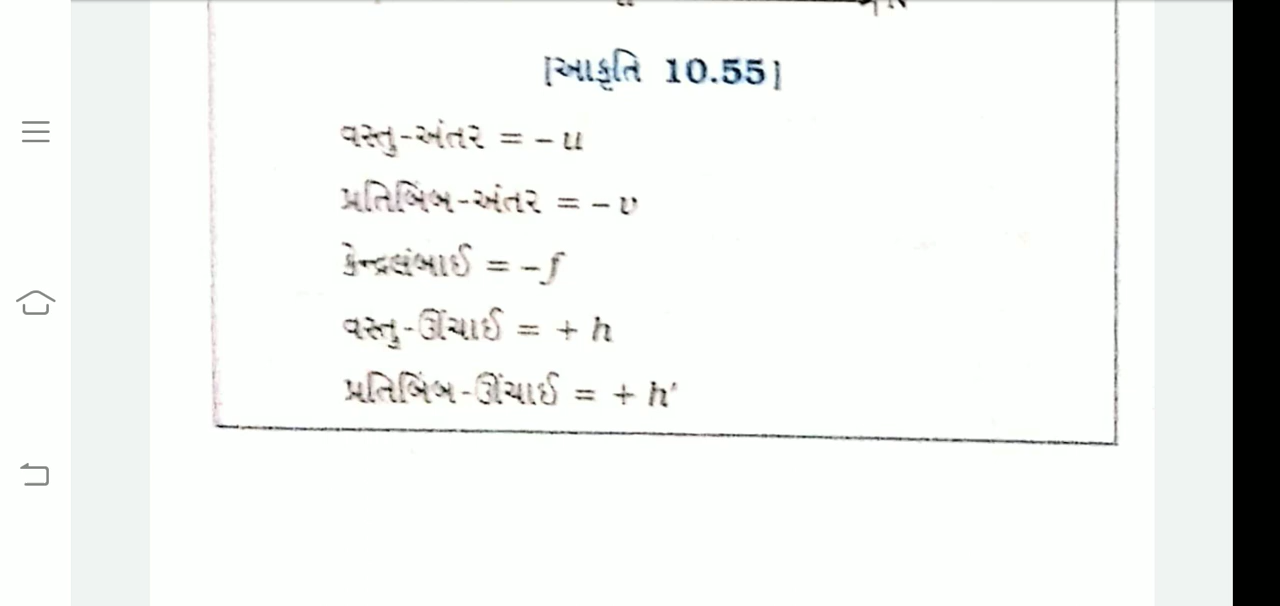 [આકૃતિ 10.55]
વસ્તુ-અંતર = – u
પ્રતિબિંબ-અંતર = – v
કેન્દ્રલંબાઈ = –f
વસ્તુ-ઊંચાઈ = + h
પ્રતિબિંબ-ઊંચાઈ = + h′